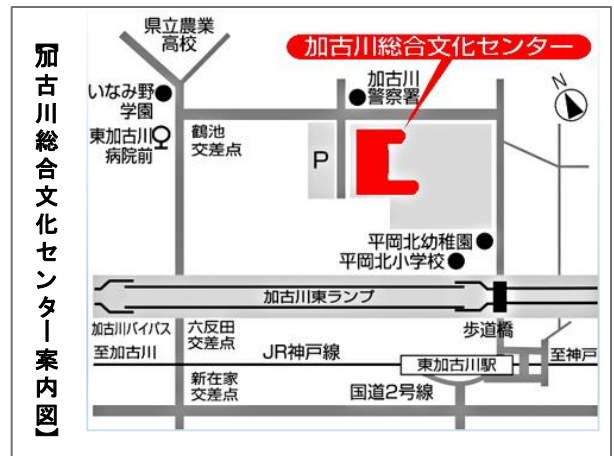 【加古川総合文化センター案内図】
県立農業
高校
加古川総合文化センター
いなみ野
学園
加古川
警察署
N
東加古川
病院前
鶴池
交差点
P
平岡北幼稚園
平岡北小学校
加古川東ランプ
加古川バイパス
六反田
交差点
歩道橋
至加古川
JR神戸線
東加古川駅
至神戸
新在家
交差点
国道2号線